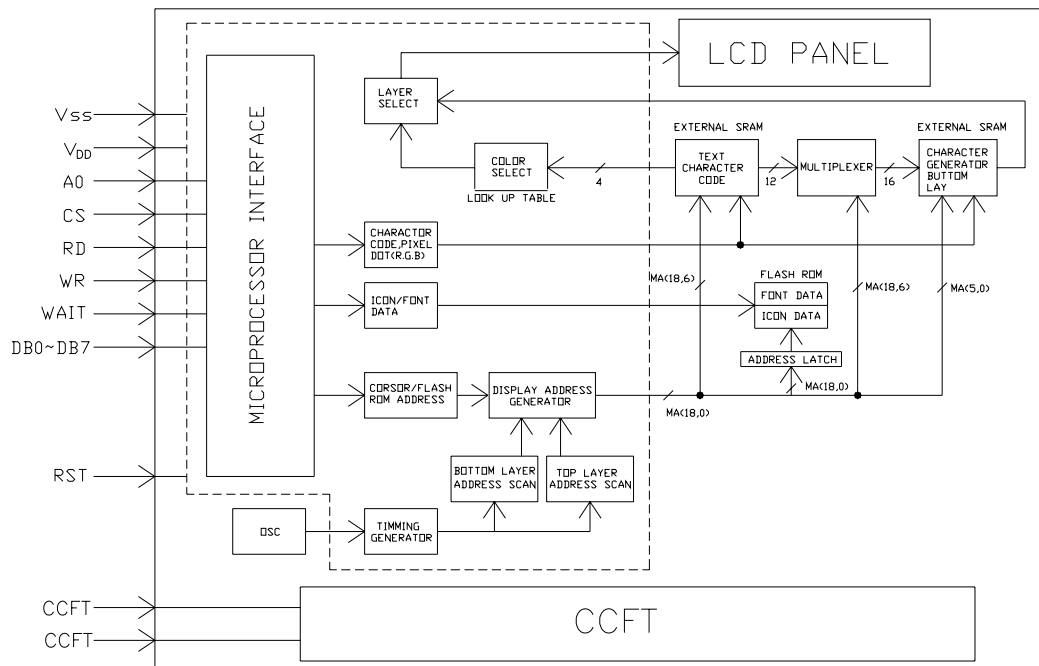 LCD PANEL
LAYER
SELECT
EXTERNAL SRAM
EXTERNAL SRAM
Vss
VDD
A0
CS
RD
WR
WAIT
DB0~DB7
RST
MICROPROCESSOR INTERFACE
COLOR
SELECT
LOOK UP TABLE
4
TEXT
CHARACTER
CODE
12
MULTIPLEXER
16
CHARACTER
GENERATOR
BUTTOM
LAY
CHARACTOR
CODE,PIXEL
DOT(R.G.B)
MA(18,6)
FLASH ROM
FONT DATA
ICON DATA
MA(18,6)
MA(5,0)
ICON/FONT
DATA
ADDRESS LATCH
MA(18,0)
CORSOR/FLASH
ROM ADDRESS
DISPLAY ADDRESS
GENERATOR
MA(18,0)
BOTTOM LAYER
ADDRESS SCAN
TOP LAYER
ADDRESS SCAN
OSC
TIMMING
GENERATOR
CCFT
CCFT
CCFT